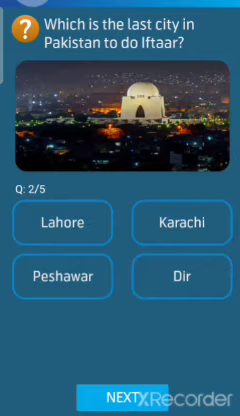 ?
Which is the last city in
Pakistan to do Iftaar?
Q: 2/5
Lahore
Karachi
Peshawar
Dir
NEXT
XRecorder